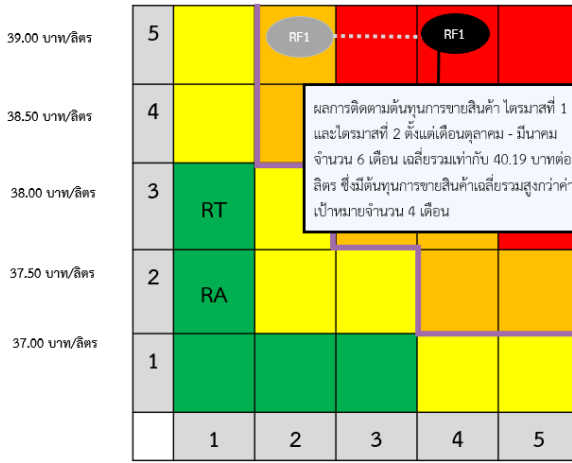 39.00 บาท/ลิตร
5
RF1
RF1
38.50 บาท/ลิตร
4
ผลการติดตามต้นทุนการขายสินค้า ไตรมาสที่ 1
และไตรมาสที่ 2 ตั้งแต่เดือนตุลาคม - มีนาคม
จำนวน 6 เดือน เฉลี่ยรวมเท่ากับ 40.19 บาทต่อ
ลิตร ซึ่งมีต้นทุนการขายสินค้าเฉลี่ยรวมสูงกว่าค่า
เป้าหมายจำนวน 4 เดือน
38.00 บาท/ลิตร
3
RT
37.50 บาท/ลิตร
2
RA
37.00 บาท/ลิตร
1
1 2 3 4 5